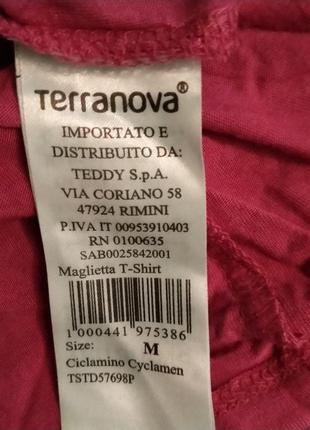 Terranova®
IMPORTATO E
DISTRIBUITO DA:
TEDDY S.p.A.
VIA CORIANO 58
47924 RIMINI
P.IVA IT 00953910403
RN 0100635
SAB0025842001
Maglietta T-Shirt
1 000441 975386
Size: M
Ciclamino Cyclamen
TSTD57698P